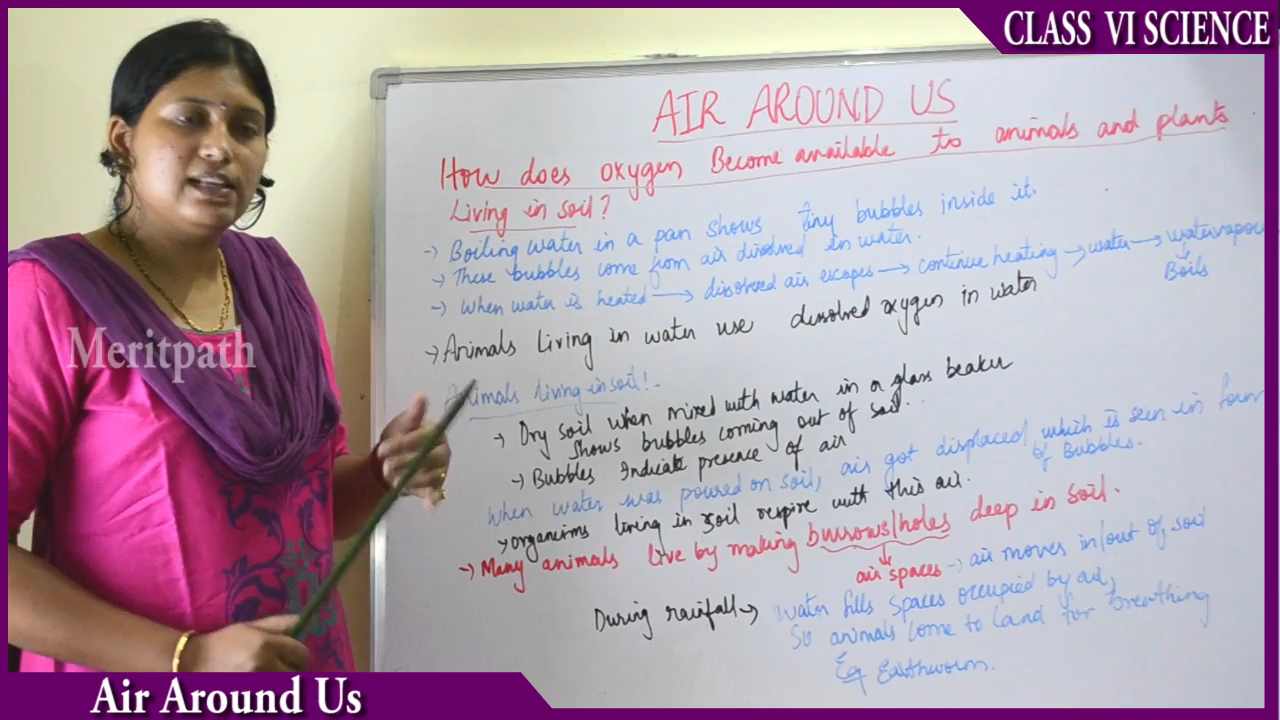 CLASS VI SCIENCE
AIR AROUND US
How does oxygen Become available to animals and plants
Living in soil?
-> Boiling water in a pan shows tiny bubbles inside it.
-> These bubbles come from air disolved in water.
-> When water is heated -> dissolved air escapes -> continue heating -> water -> watervapour
Boils
-> Animals living in water use dissolved oxygen in water
Animals living in soil!-
-> Dry soil when mixed with water in a glass beaker
Shows bubbles coming out of soil.
-> Bubbles Indicate presence of air
When water was poured on soil, air got displaced which is seen in form
of Bubbles.
-> organisms living in soil respire with this air.
-> Many animals live by making burrows/holes deep in soil.
air spaces -> air moves in/out of soil
During rainfall -> Water fills spaces occupied by air,
So animals come to land for breathing
Eg Earthworm.
Meritpath
Air Around Us